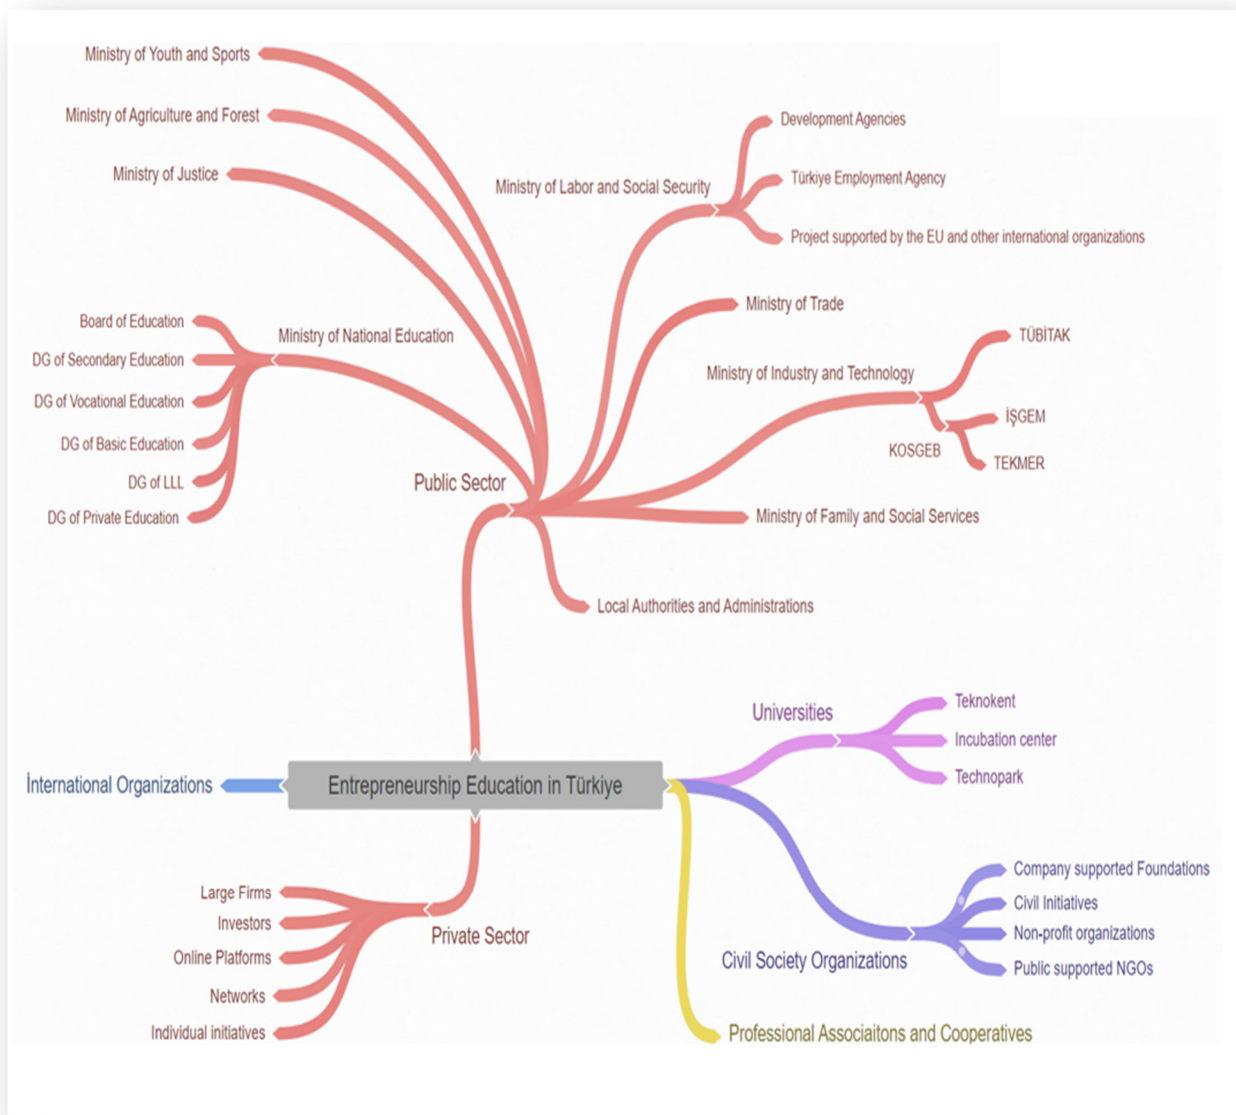 Ministry of Youth and Sports
Ministry of Agriculture and Forest
Ministry of Justice
Ministry of National Education
Board of Education
DG of Secondary Education
DG of Vocational Education
DG of Basic Education
DG of LLL
DG of Private Education
Public Sector
Ministry of Labor and Social Security
Development Agencies
Türkiye Employment Agency
Project supported by the EU and other international organizations
Ministry of Trade
Ministry of Industry and Technology
TÜBİTAK
KOSGEB
İŞGEM
TEKMER
Ministry of Family and Social Services
Local Authorities and Administrations
İnternational Organizations
Entrepreneurship Education in Türkiye
Universities
Teknokent
Incubation center
Technopark
Large Firms
Investors
Online Platforms
Networks
Individual initiatives
Private Sector
Civil Society Organizations
Company supported Foundations
Civil Initiatives
Non-profit organizations
Public supported NGOs
Professional Associaitons and Cooperatives